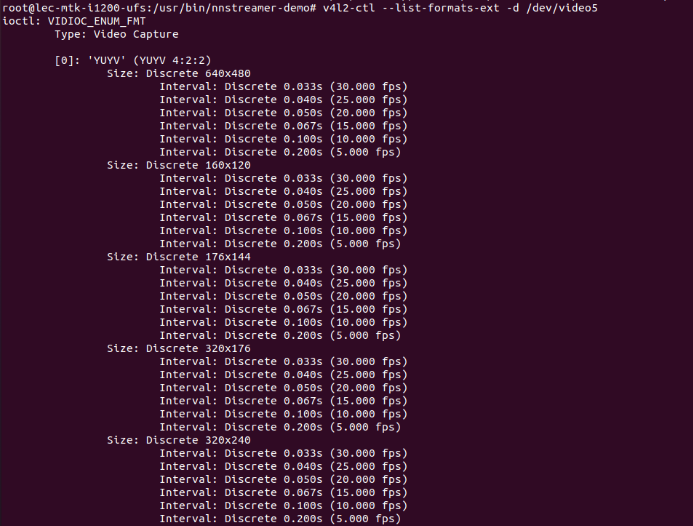 root@lec-mtk-i1200-ufs:/usr/bin/nnstreamer-demo# v4l2-ctl --list-formats-ext -d /dev/video5
ioctl: VIDIOC_ENUM_FMT
Type: Video Capture
[0]: 'YUYV' (YUYV 4:2:2)
Size: Discrete 640x480
Interval: Discrete 0.033s (30.000 fps)
Interval: Discrete 0.040s (25.000 fps)
Interval: Discrete 0.050s (20.000 fps)
Interval: Discrete 0.067s (15.000 fps)
Interval: Discrete 0.100s (10.000 fps)
Interval: Discrete 0.200s (5.000 fps)
Size: Discrete 160x120
Interval: Discrete 0.033s (30.000 fps)
Interval: Discrete 0.040s (25.000 fps)
Interval: Discrete 0.050s (20.000 fps)
Interval: Discrete 0.067s (15.000 fps)
Interval: Discrete 0.100s (10.000 fps)
Interval: Discrete 0.200s (5.000 fps)
Size: Discrete 176x144
Interval: Discrete 0.033s (30.000 fps)
Interval: Discrete 0.040s (25.000 fps)
Interval: Discrete 0.050s (20.000 fps)
Interval: Discrete 0.067s (15.000 fps)
Interval: Discrete 0.100s (10.000 fps)
Interval: Discrete 0.200s (5.000 fps)
Size: Discrete 320x176
Interval: Discrete 0.033s (30.000 fps)
Interval: Discrete 0.040s (25.000 fps)
Interval: Discrete 0.050s (20.000 fps)
Interval: Discrete 0.067s (15.000 fps)
Interval: Discrete 0.100s (10.000 fps)
Interval: Discrete 0.200s (5.000 fps)
Size: Discrete 320x240
Interval: Discrete 0.033s (30.000 fps)
Interval: Discrete 0.040s (25.000 fps)
Interval: Discrete 0.050s (20.000 fps)
Interval: Discrete 0.067s (15.000 fps)
Interval: Discrete 0.100s (10.000 fps)
Interval: Discrete 0.200s (5.000 fps)